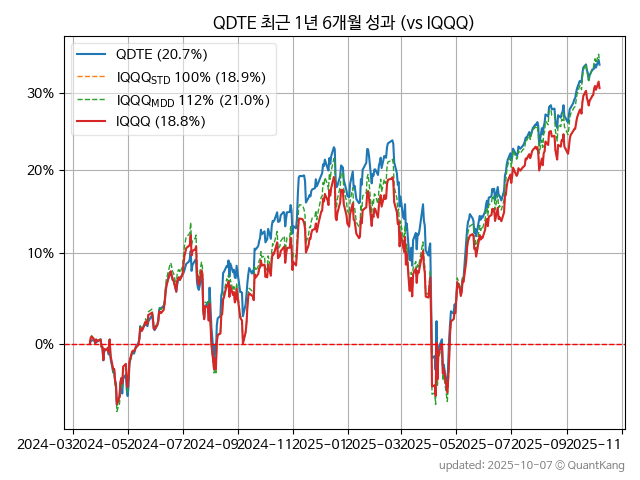 QDTE 최근 1년 6개월 성과 (vs IQQQ)
QDTE (20.7%)
IQQQSTD 100% (18.9%)
IQQQMDD 112% (21.0%)
IQQQ (18.8%)
30%
20%
10%
0%
2024-03 2024-05 2024-07 2024-09 2024-11 2025-01 2025-03 2025-05 2025-07 2025-09 2025-11
updated: 2025-10-07 © QuantKang